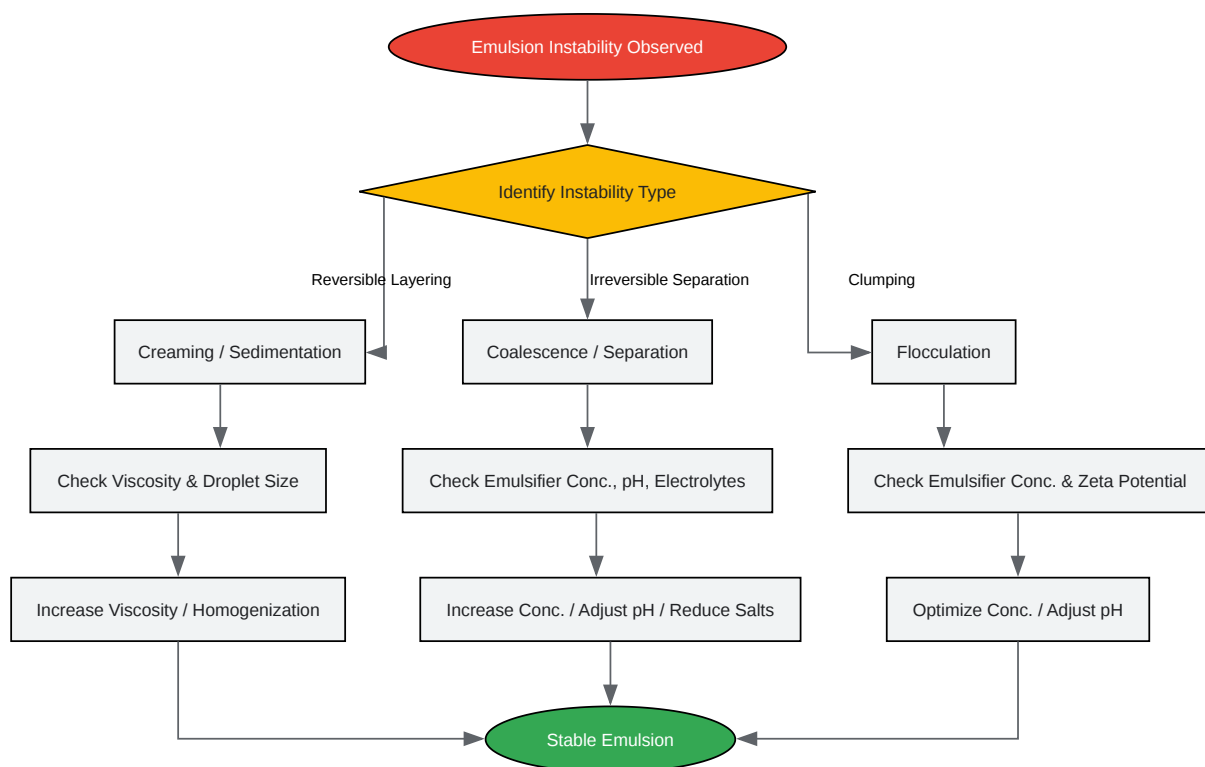 Emulsion Instability Observed
Identify Instability Type
Reversible Layering
Irreversible Separation
Clumping
Creaming / Sedimentation
Coalescence / Separation
Flocculation
Check Viscosity & Droplet Size
Check Emulsifier Conc., pH, Electrolytes
Check Emulsifier Conc. & Zeta Potential
Increase Viscosity / Homogenization
Increase Conc. / Adjust pH / Reduce Salts
Optimize Conc. / Adjust pH
Stable Emulsion